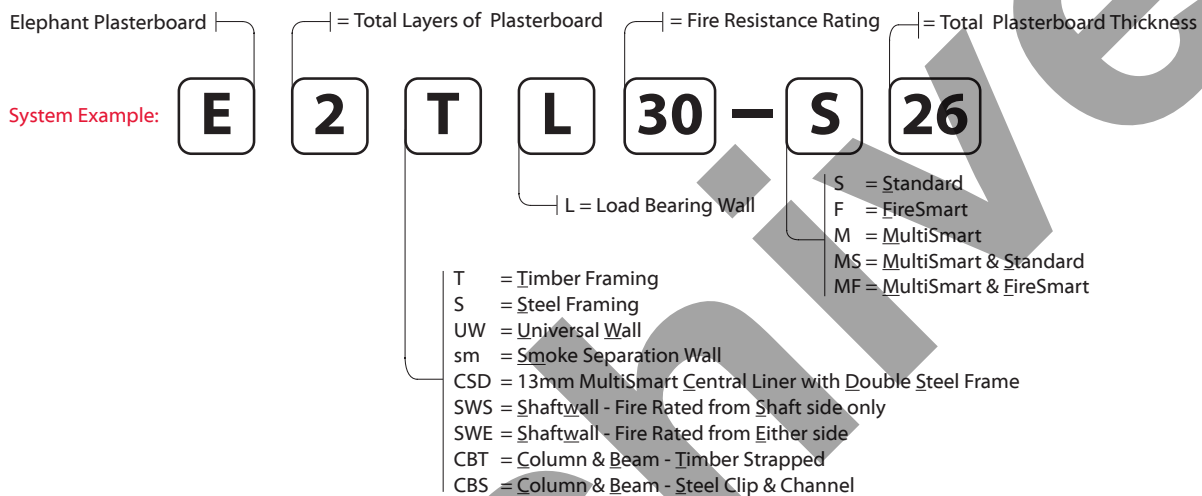 Elephant Plasterboard = Total Layers of Plasterboard = Fire Resistance Rating = Total Plasterboard Thickness
System Example: E 2 T L 30 – S 26
L = Load Bearing Wall
S = Standard
F = FireSmart
M = MultiSmart
MS = MultiSmart & Standard
MF = MultiSmart & FireSmart
T = Timber Framing
S = Steel Framing
UW = Universal Wall
sm = Smoke Separation Wall
CSD = 13mm MultiSmart Central Liner with Double Steel Frame
SWS = Shaftwall - Fire Rated from Shaft side only
SWE = Shaftwall - Fire Rated from Either side
CBT = Column & Beam - Timber Strapped
CBS = Column & Beam - Steel Clip & Channel